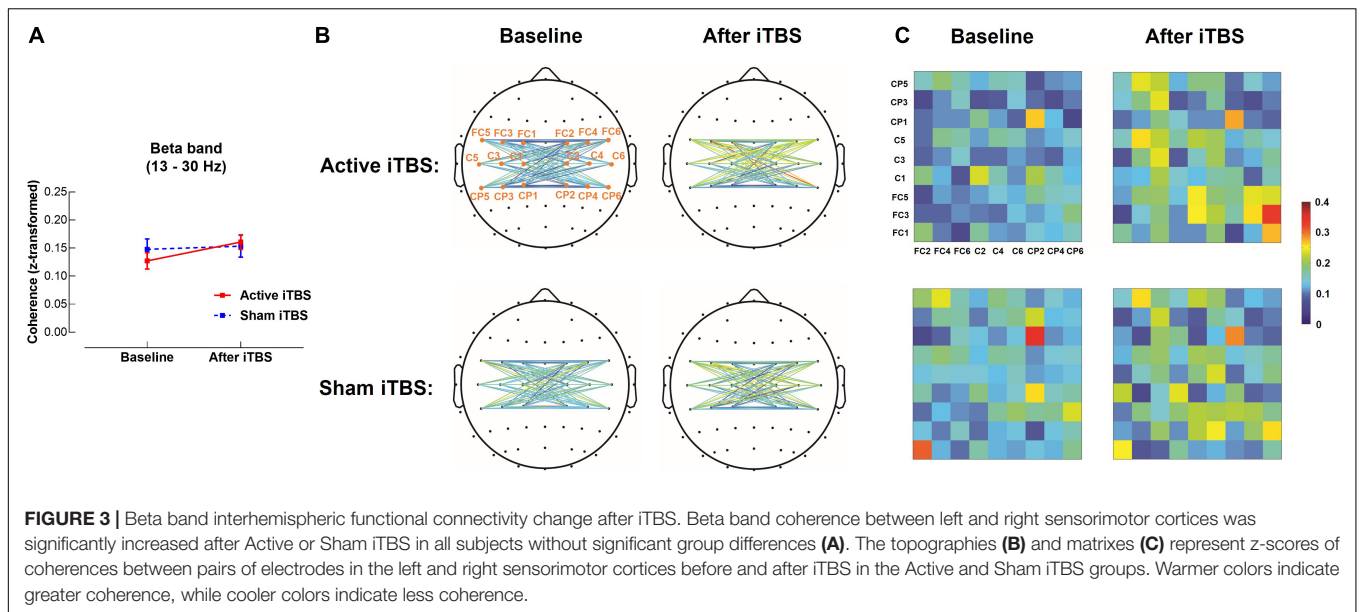 A
B
Baseline
After iTBS
C
Baseline
After iTBS
Beta band
(13 - 30 Hz)
Coherence (z-transformed)
0.25
0.20
0.15
0.10
0.05
0.00
Active iTBS
Sham iTBS
Baseline
After iTBS
Active iTBS:
FC5 FC3 FC1 FC2 FC4 FC6
C5 C3 C1 C2 C4 C6
CP5 CP3 CP1 CP2 CP4 CP6
Sham iTBS:
CP5
CP3
CP1
C5
C3
C1
FC5
FC3
FC1
FC2 FC4 FC6 C2 C4 C6 CP2 CP4 CP6
0.4
0.3
0.2
0.1
0
FIGURE 3 | Beta band interhemispheric functional connectivity change after iTBS. Beta band coherence between left and right sensorimotor cortices was
significantly increased after Active or Sham iTBS in all subjects without significant group differences (A). The topographies (B) and matrixes (C) represent z-scores of
coherences between pairs of electrodes in the left and right sensorimotor cortices before and after iTBS in the Active and Sham iTBS groups. Warmer colors indicate
greater coherence, while cooler colors indicate less coherence.